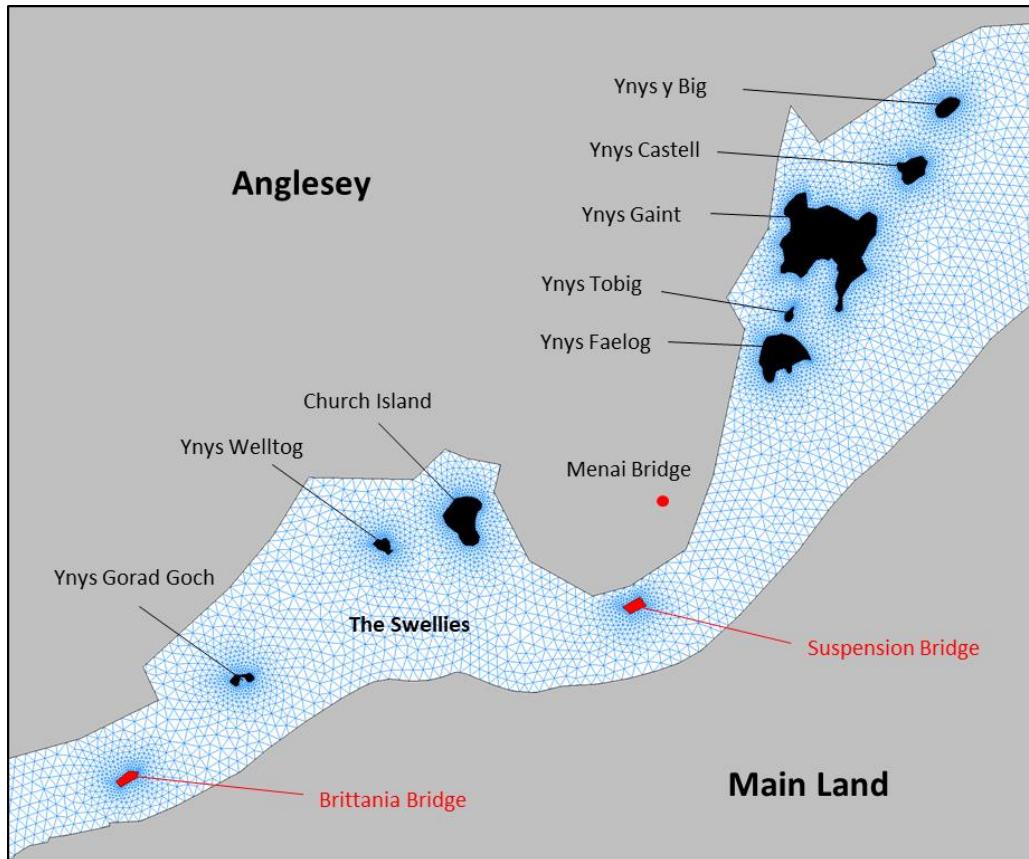 Ynys y Big
Ynys Castell
Anglesey
Ynys Gaint
Ynys Tobig
Ynys Faelog
Church Island
Ynys Welltog
Menai Bridge
Ynys Gorad Goch
The Swellies
Suspension Bridge
Main Land
Brittania Bridge